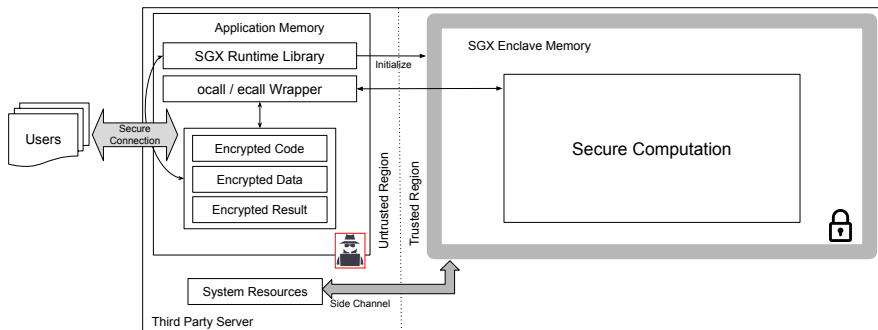 Application Memory
SGX Runtime Library
Initialize
SGX Enclave Memory
ocall / ecall Wrapper
Users
Secure
Connection
Encrypted Code
Encrypted Data
Encrypted Result
Untrusted Region
Trusted Region
Secure Computation
System Resources
Side Channel
Third Party Server